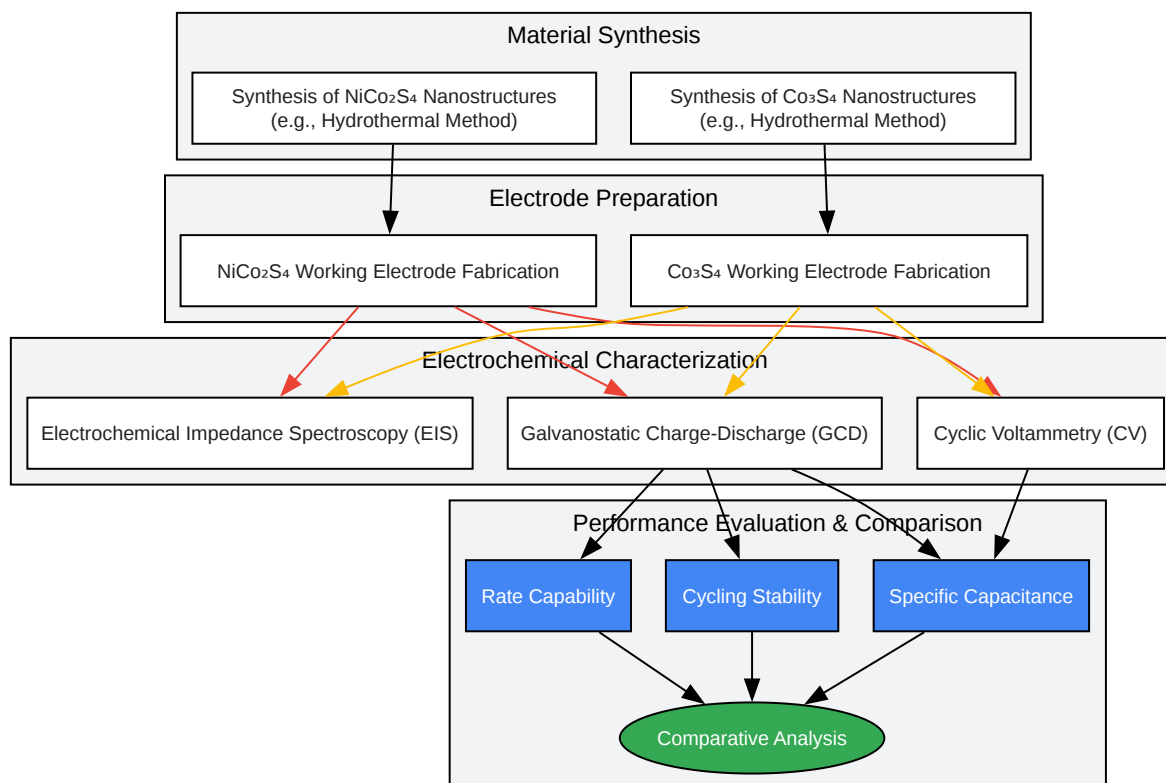 Material Synthesis
Synthesis of NiCo₂S₄ Nanostructures
(e.g., Hydrothermal Method)
Synthesis of Co₃S₄ Nanostructures
(e.g., Hydrothermal Method)
Electrode Preparation
NiCo₂S₄ Working Electrode Fabrication
Co₃S₄ Working Electrode Fabrication
Electrochemical Characterization
Electrochemical Impedance Spectroscopy (EIS)
Galvanostatic Charge-Discharge (GCD)
Cyclic Voltammetry (CV)
Performance Evaluation & Comparison
Rate Capability
Cycling Stability
Specific Capacitance
Comparative Analysis